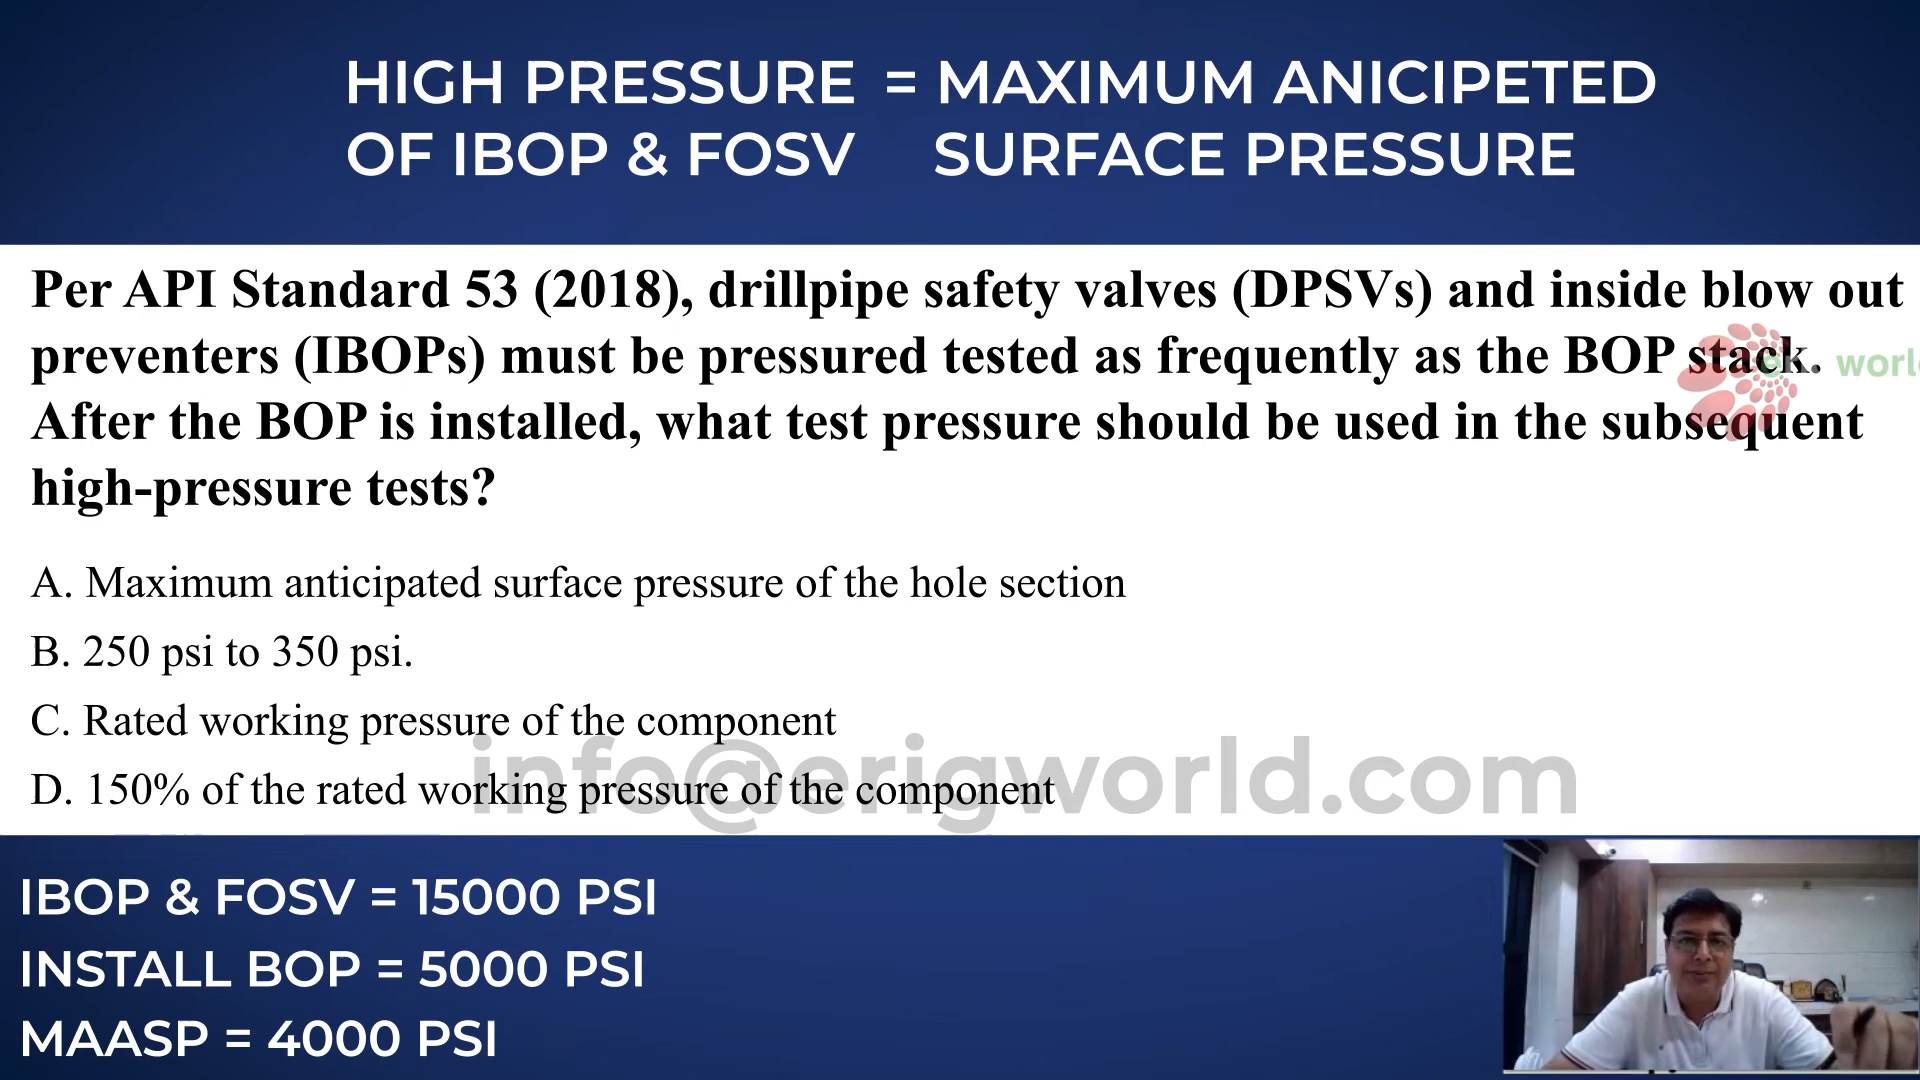 HIGH PRESSURE = MAXIMUM ANICIPETED
OF IBOP & FOSV SURFACE PRESSURE
Per API Standard 53 (2018), drillpipe safety valves (DPSVs) and inside blow out
preventers (IBOPs) must be pressured tested as frequently as the BOP stack.
world
After the BOP is installed, what test pressure should be used in the subsequent
high-pressure tests?
A. Maximum anticipated surface pressure of the hole section
B. 250 psi to 350 psi.
C. Rated working pressure of the component
info@erigworld.com
D. 150% of the rated working pressure of the component
IBOP & FOSV = 15000 PSI
INSTALL BOP = 5000 PSI
MAASP = 4000 PSI